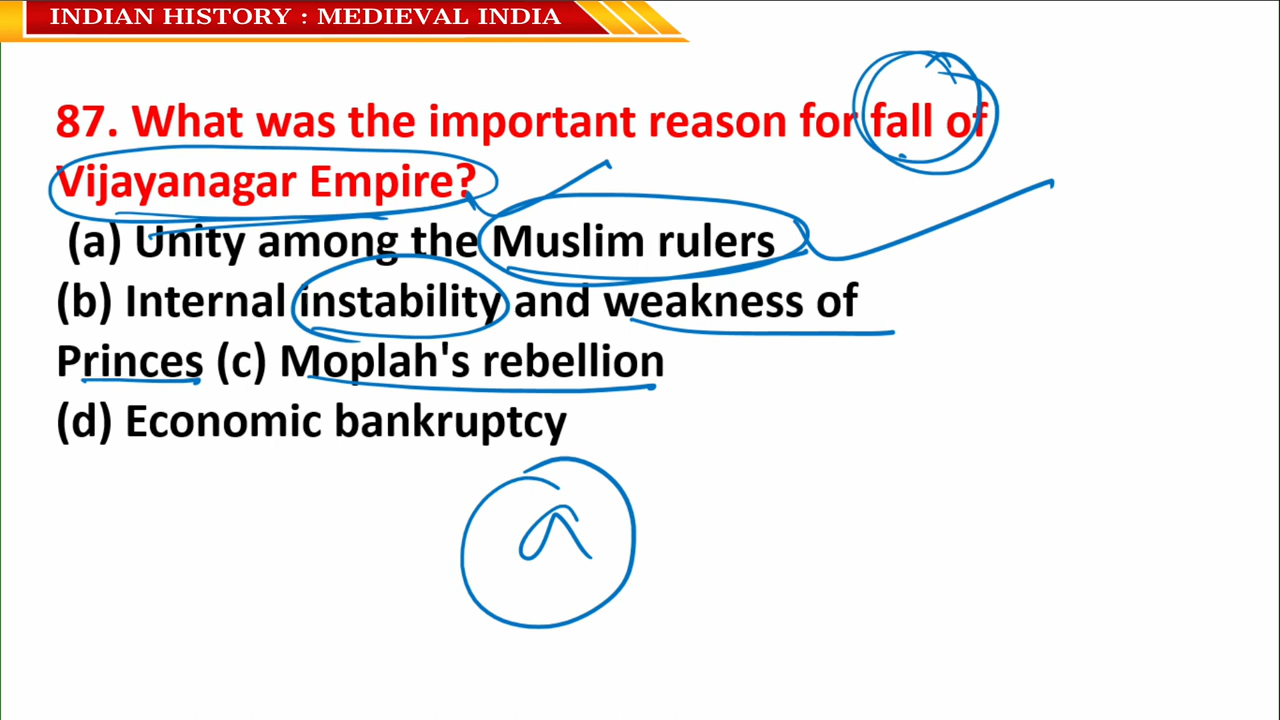 INDIAN HISTORY : MEDIEVAL INDIA
87. What was the important reason for fall of
Vijayanagar Empire?
(a) Unity among the Muslim rulers
(b) Internal instability and weakness of
Princes (c) Moplah's rebellion
(d) Economic bankruptcy
a